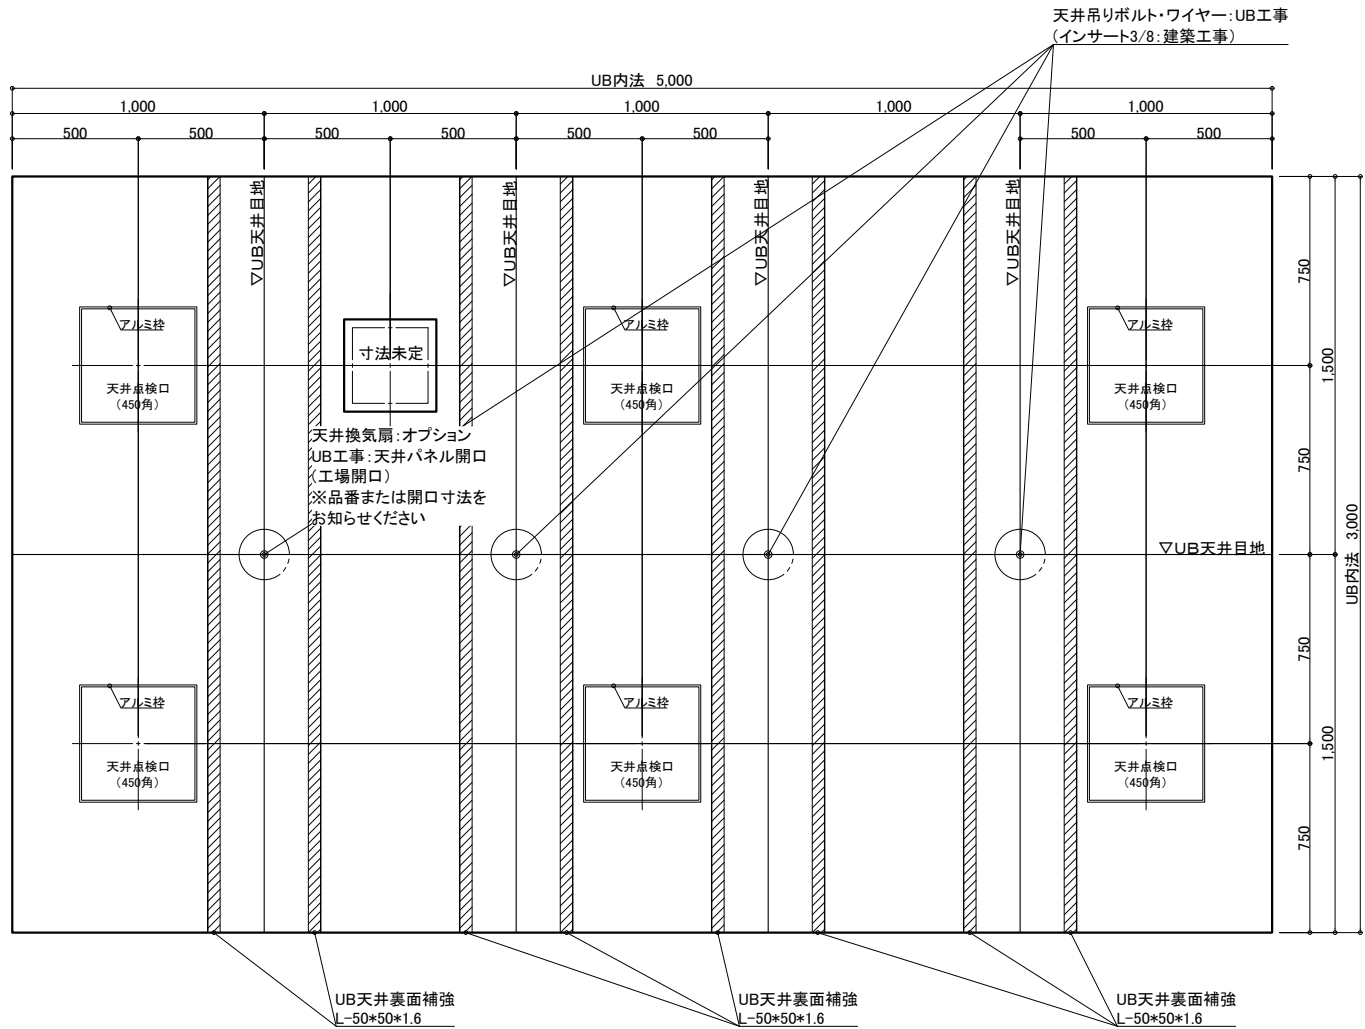 天井吊りボルト・ワイヤー:UB工事
(インサート3/8:建築工事)
UB内法 5,000
1,000
1,000
1,000
1,000
1,000
500
500
500
500
500
500
500
500
▽UB天井目地
▽UB天井目地
▽UB天井目地
▽UB天井目地
750
750
1,500
750
750
1,500
UB内法 3,000
アルミ枠
天井点検口
(450角)
寸法未定
アルミ枠
天井点検口
(450角)
アルミ枠
天井点検口
(450角)
天井換気扇:オプション
UB工事:天井パネル開口
(工場開口)
※品番または開口寸法を
お知らせください
▽UB天井目地
アルミ枠
天井点検口
(450角)
アルミ枠
天井点検口
(450角)
アルミ枠
天井点検口
(450角)
UB天井裏面補強
L-50*50*1.6
UB天井裏面補強
L-50*50*1.6
UB天井裏面補強
L-50*50*1.6